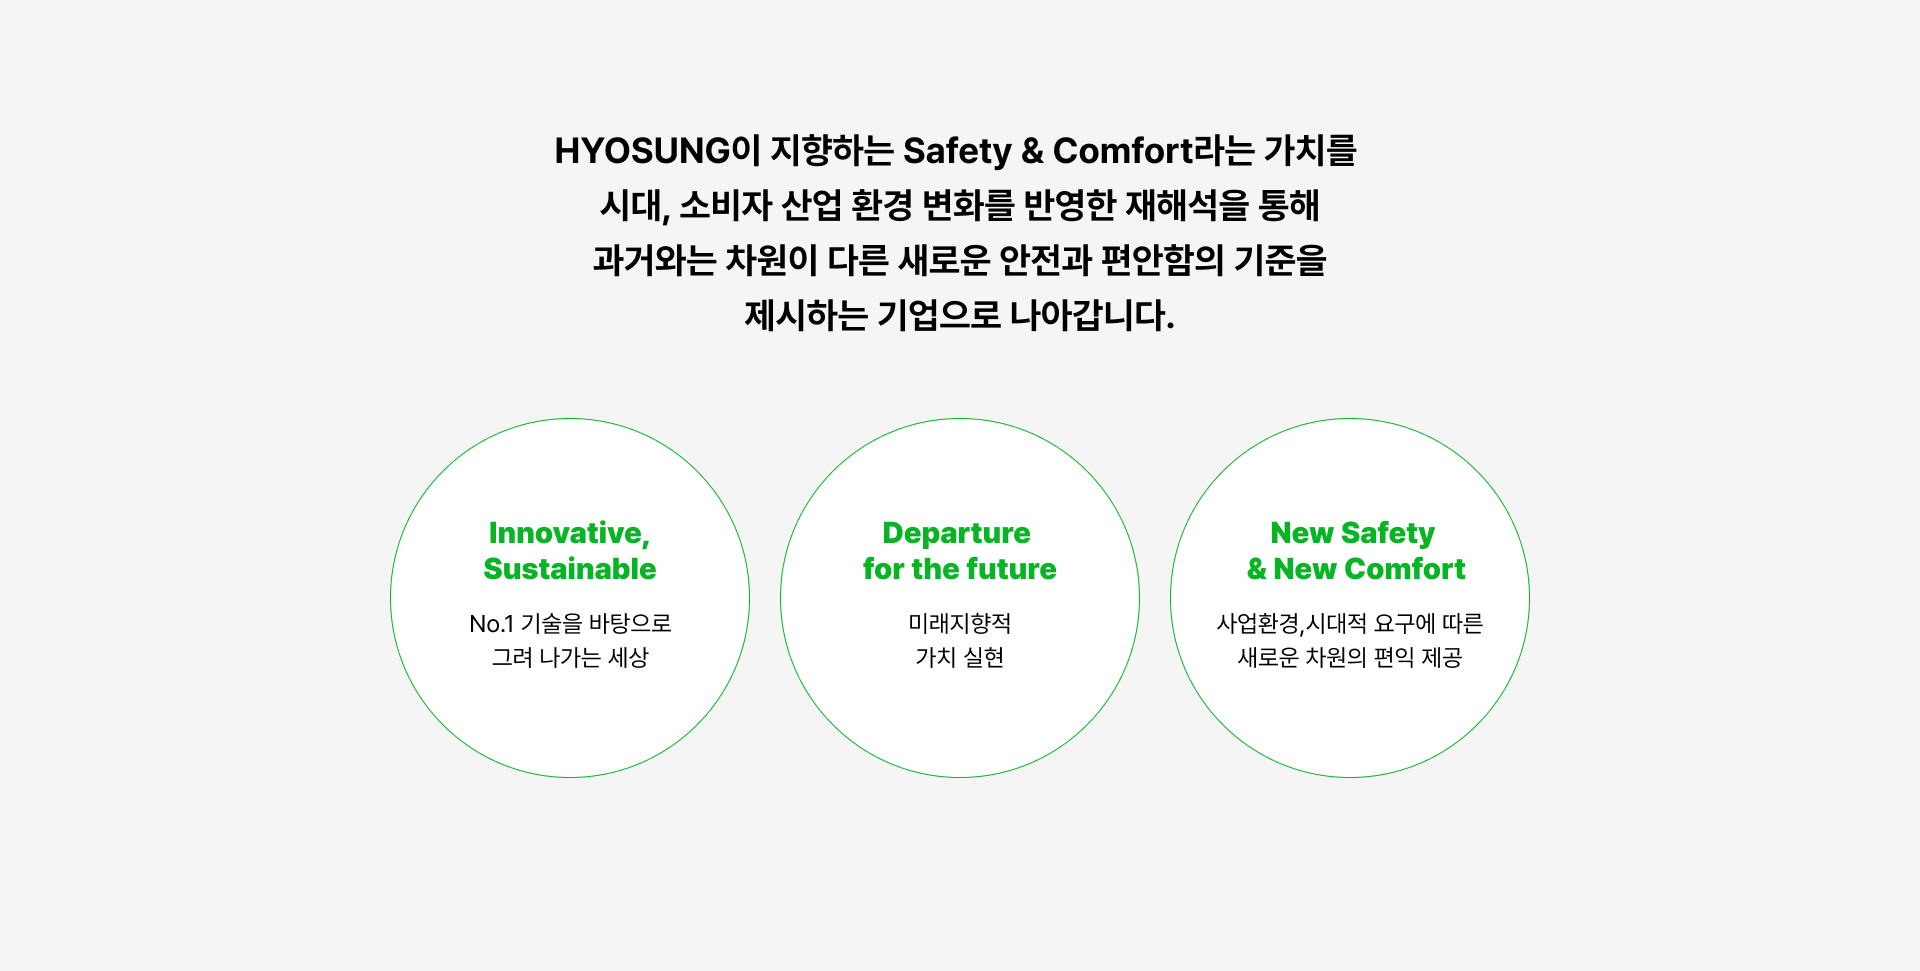 HYOSUNG이 지향하는 Safety & Comfort라는 가치를
시대, 소비자 산업 환경 변화를 반영한 재해석을 통해
과거와는 차원이 다른 새로운 안전과 편안함의 기준을
제시하는 기업으로 나아갑니다.
Innovative,
Sustainable
No.1 기술을 바탕으로
그려 나가는 세상
Departure
for the future
미래지향적
가치 실현
New Safety
& New Comfort
사업환경,시대적 요구에 따른
새로운 차원의 편익 제공